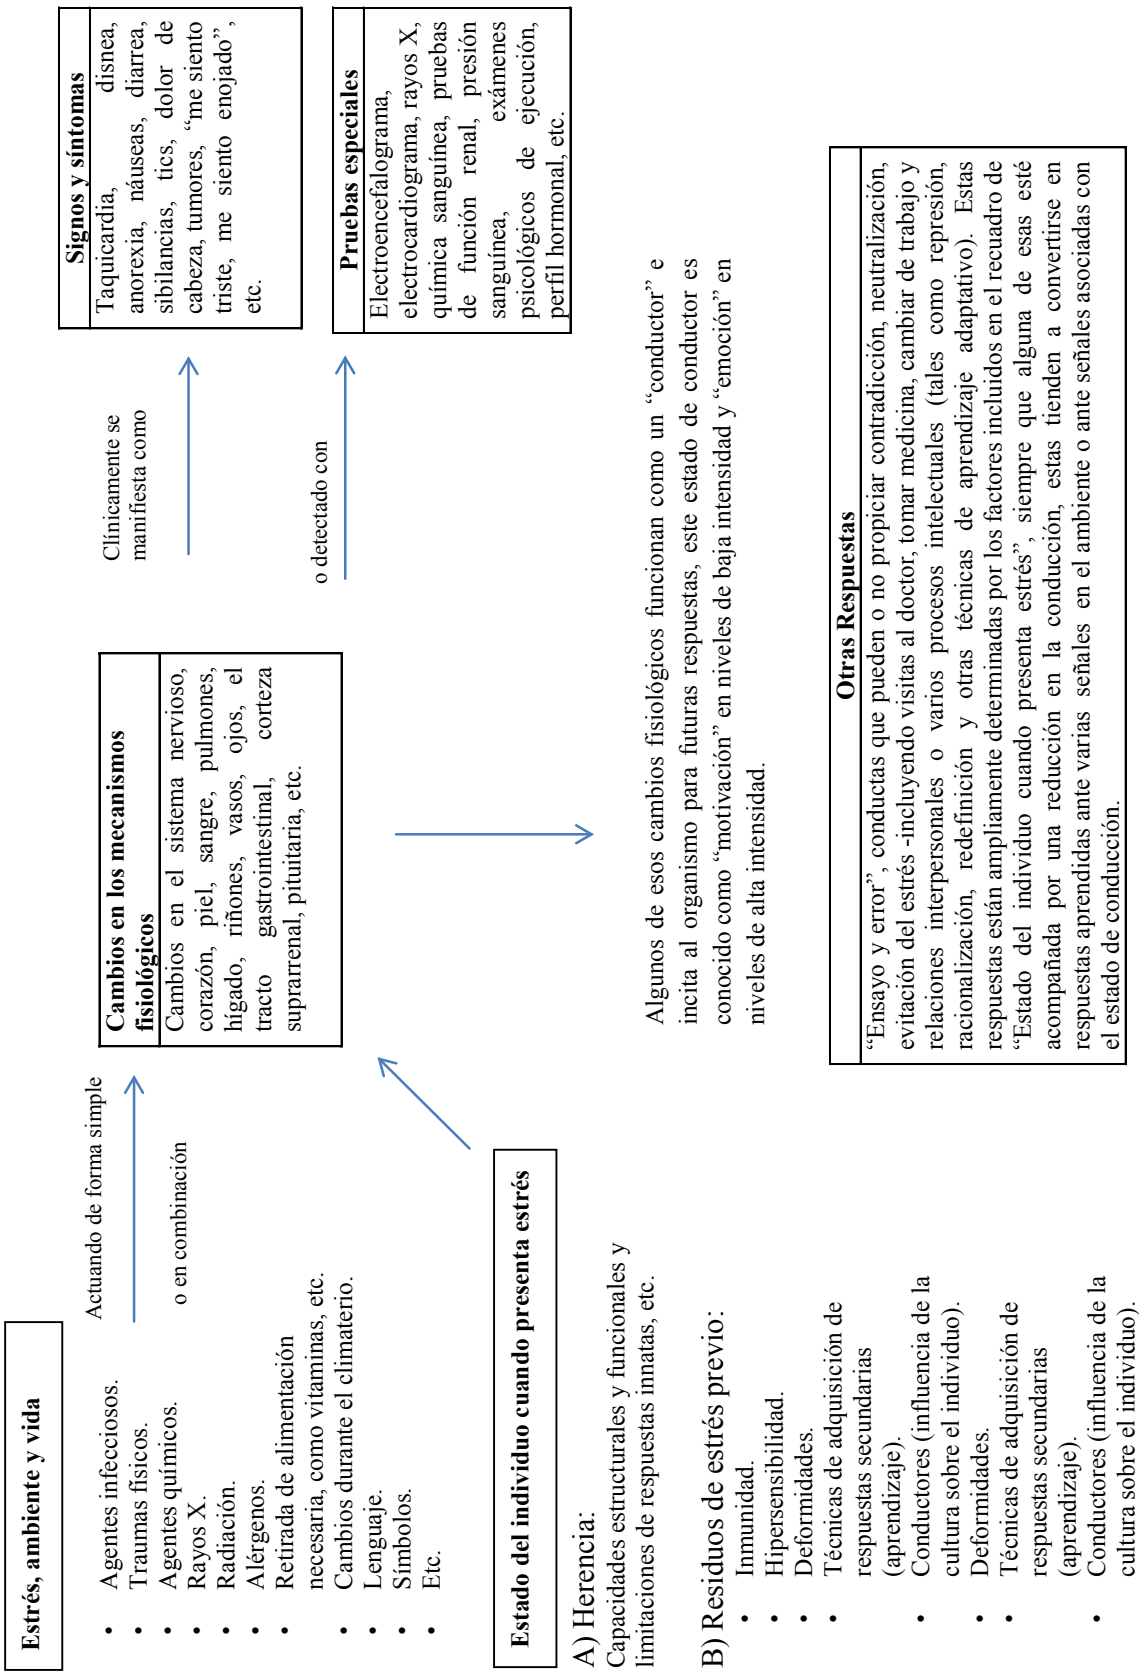 Estrés, ambiente y vida
• Agentes infecciosos.
• Traumas físicos.
• Agentes químicos.
• Rayos X.
• Radiación.
• Alérgenos.
• Retirada de alimentación
necesaria, como vitaminas, etc.
• Cambios durante el climaterio.
• Lenguaje.
• Símbolos.
• Etc.
Actuando de forma simple
o en combinación
Estado del individuo cuando presenta estrés
A) Herencia:
Capacidades estructurales y funcionales y
limitaciones de respuestas innatas, etc.
B) Residuos de estrés previo:
• Inmunidad.
• Hipersensibilidad.
• Deformidades.
• Técnicas de adquisición de
respuestas secundarias
(aprendizaje).
• Conductores (influencia de la
cultura sobre el individuo).
• Deformidades.
• Técnicas de adquisición de
respuestas secundarias
(aprendizaje).
• Conductores (influencia de la
cultura sobre el individuo).
Cambios en los mecanismos
fisiológicos
Cambios en el sistema nervioso,
corazón, piel, sangre, pulmones,
hígado, riñones, vasos, ojos, el
tracto gastrointestinal, corteza
suprarrenal, pituitaria, etc.
Clínicamente se
manifiesta como
o detectado con
Signos y síntomas
Taquicardia, disnea,
anorexia, náuseas, diarrea,
sibilancias, tics, dolor de
cabeza, tumores, “me siento
triste, me siento enojado”,
etc.
Pruebas especiales
Electroencefalograma,
electrocardiograma, rayos X,
química sanguínea, pruebas
de función renal, presión
sanguínea, exámenes
psicológicos de ejecución,
perfil hormonal, etc.
Algunos de esos cambios fisiológicos funcionan como un “conductor” e
incita al organismo para futuras respuestas, este estado de conductor es
conocido como “motivación” en niveles de baja intensidad y “emoción” en
niveles de alta intensidad.
Otras Respuestas
“Ensayo y error”, conductas que pueden o no propiciar contradicción, neutralización,
evitación del estrés -incluyendo visitas al doctor, tomar medicina, cambiar de trabajo y
relaciones interpersonales o varios procesos intelectuales (tales como represión,
racionalización, redefinición y otras técnicas de aprendizaje adaptativo). Estas
respuestas están ampliamente determinadas por los factores incluidos en el recuadro de
“Estado del individuo cuando presenta estrés”, siempre que alguna de esas esté
acompañada por una reducción en la conducción, estas tienden a convertirse en
respuestas aprendidas ante varias señales en el ambiente o ante señales asociadas con
el estado de conducción.